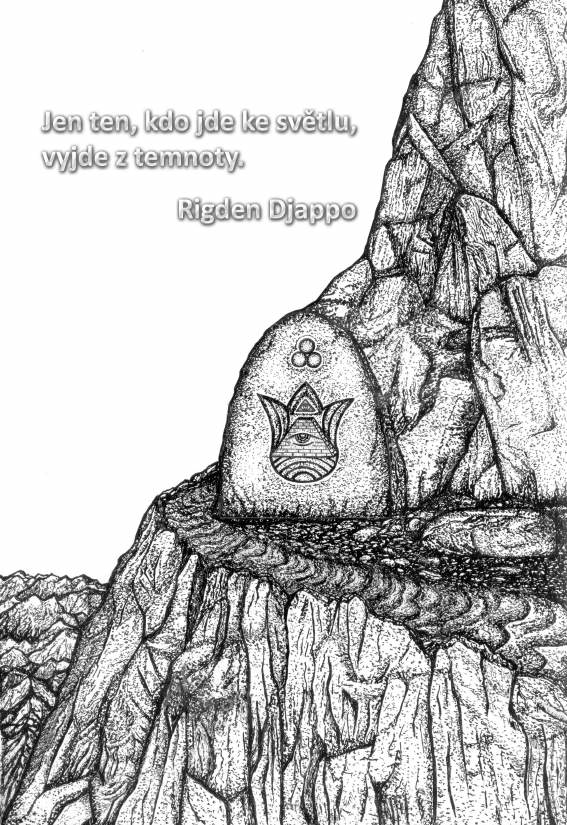 Jen ten, kdo jde ke světlu,
vyjde z temnoty.
Rigden Djappo